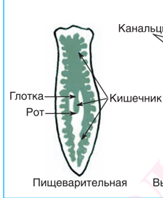 Канальц
Глотка
Кишечник
Рот
Пищеварительная
Вы